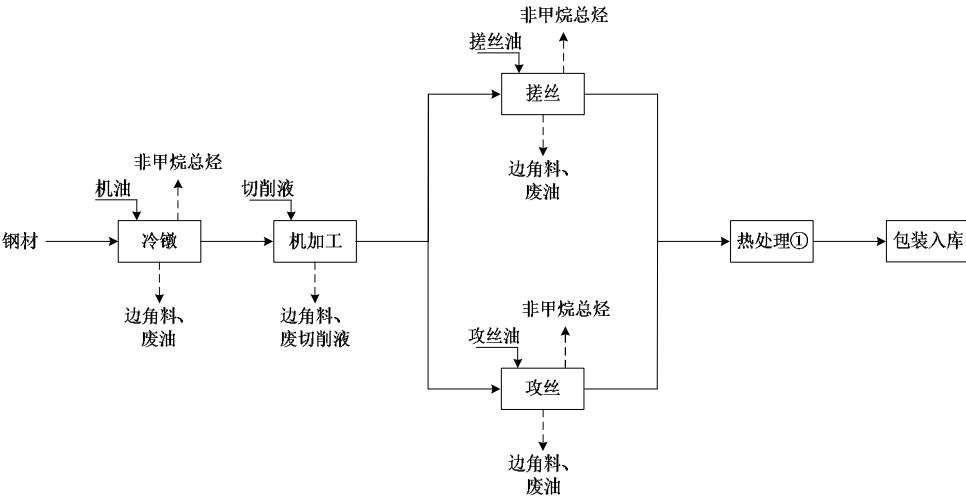 钢材
机油
非甲烷总烃
冷镦
边角料、
废油
切削液
机加工
边角料、
废切削液
搓丝油
非甲烷总烃
搓丝
边角料、
废油
攻丝油
非甲烷总烃
攻丝
边角料、
废油
热处理①
包装入库